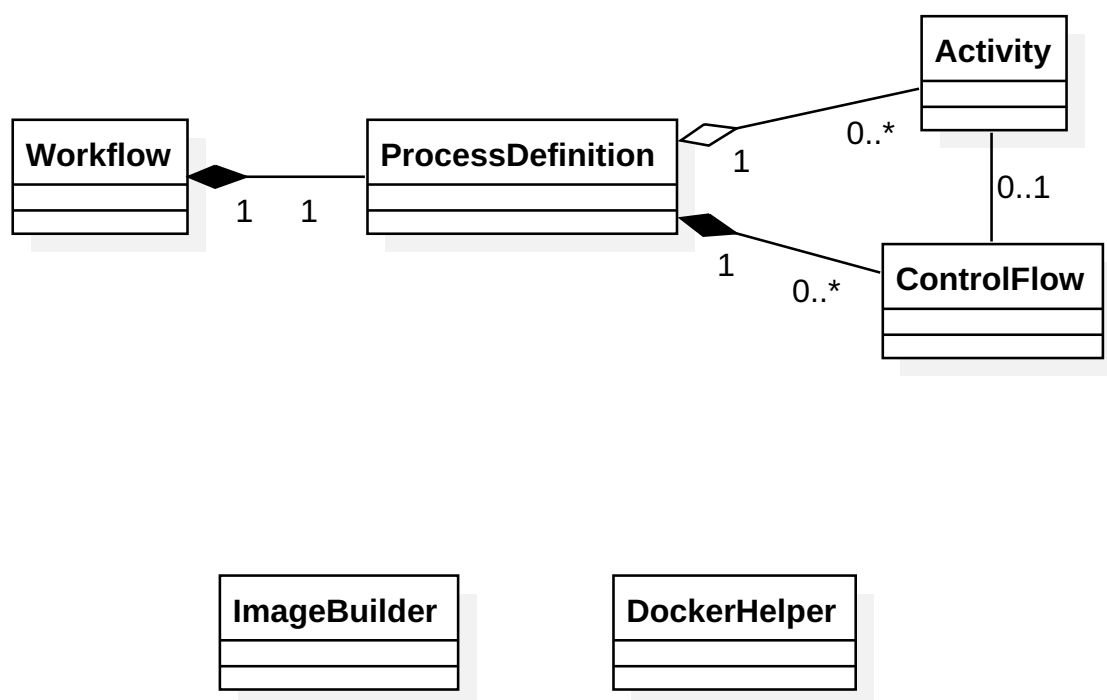 Activity
Workflow
ProcessDefinition
0..*
1
0..1
1
1
1
0..*
ControlFlow
ImageBuilder
DockerHelper